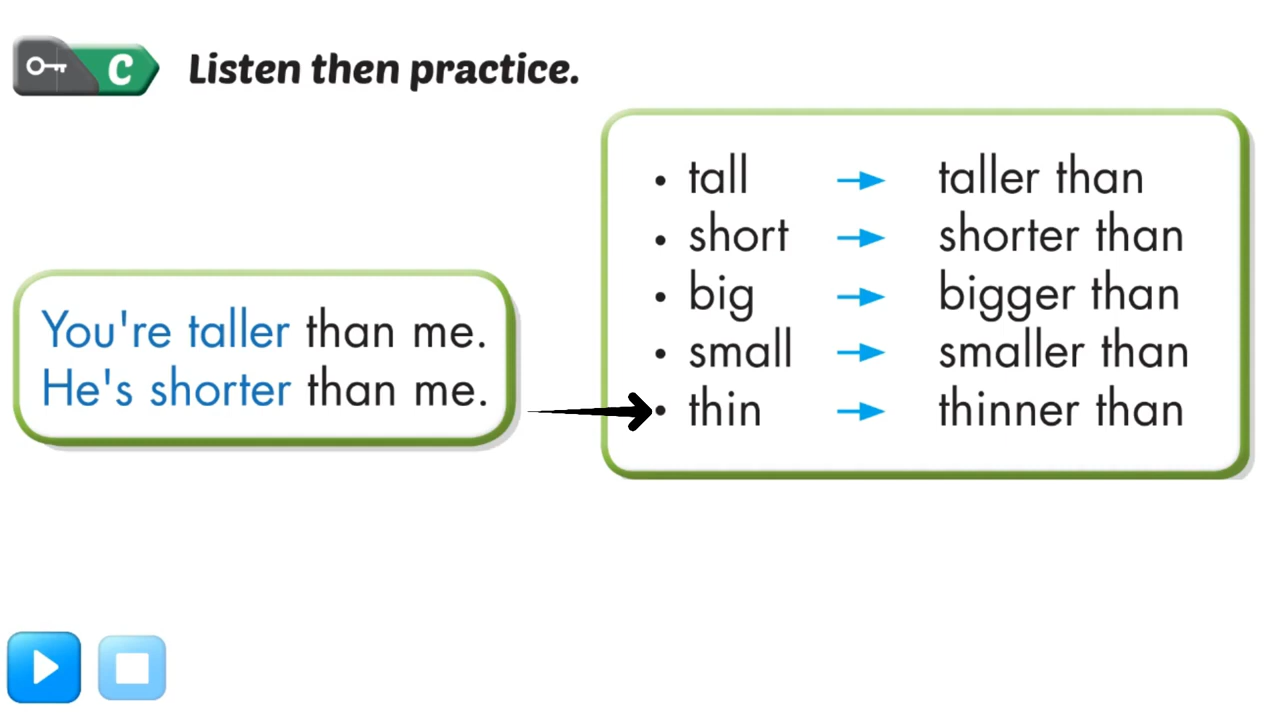 C Listen then practice.
You're taller than me.
He's shorter than me.
• tall → taller than
• short → shorter than
• big → bigger than
• small → smaller than
• thin → thinner than